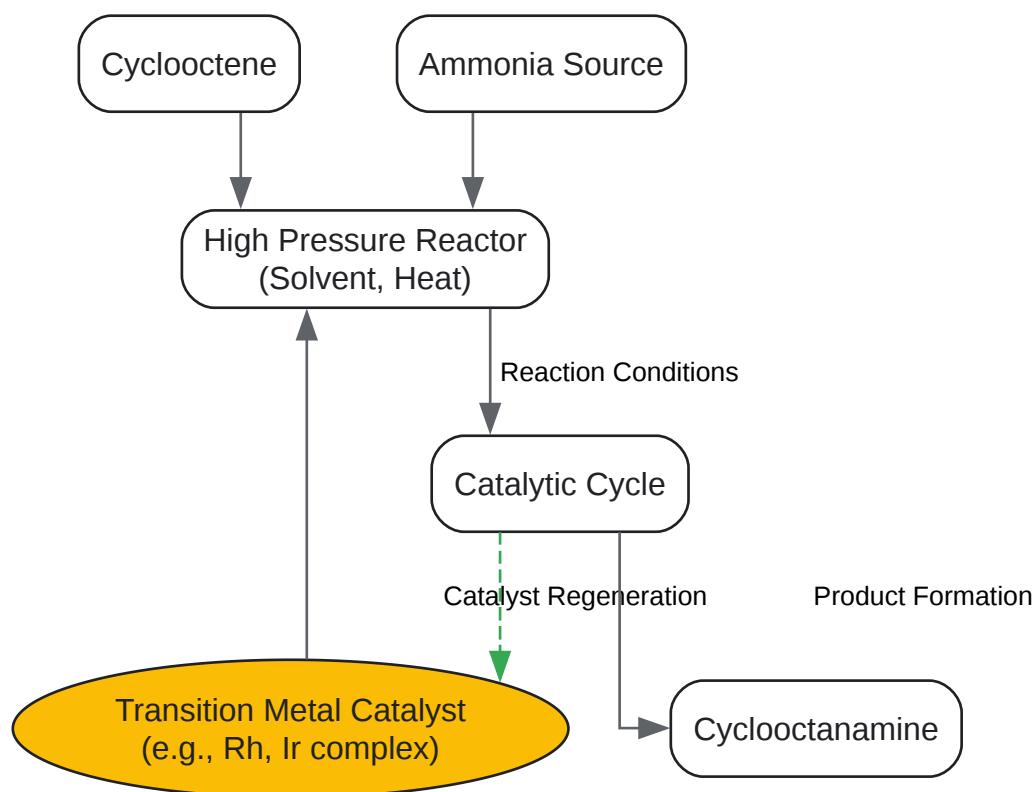 Cyclooctene
Ammonia Source
High Pressure Reactor
(Solvent, Heat)
Reaction Conditions
Catalytic Cycle
Catalyst Regeneration
Product Formation
Transition Metal Catalyst
(e.g., Rh, Ir complex)
Cyclooctanamine